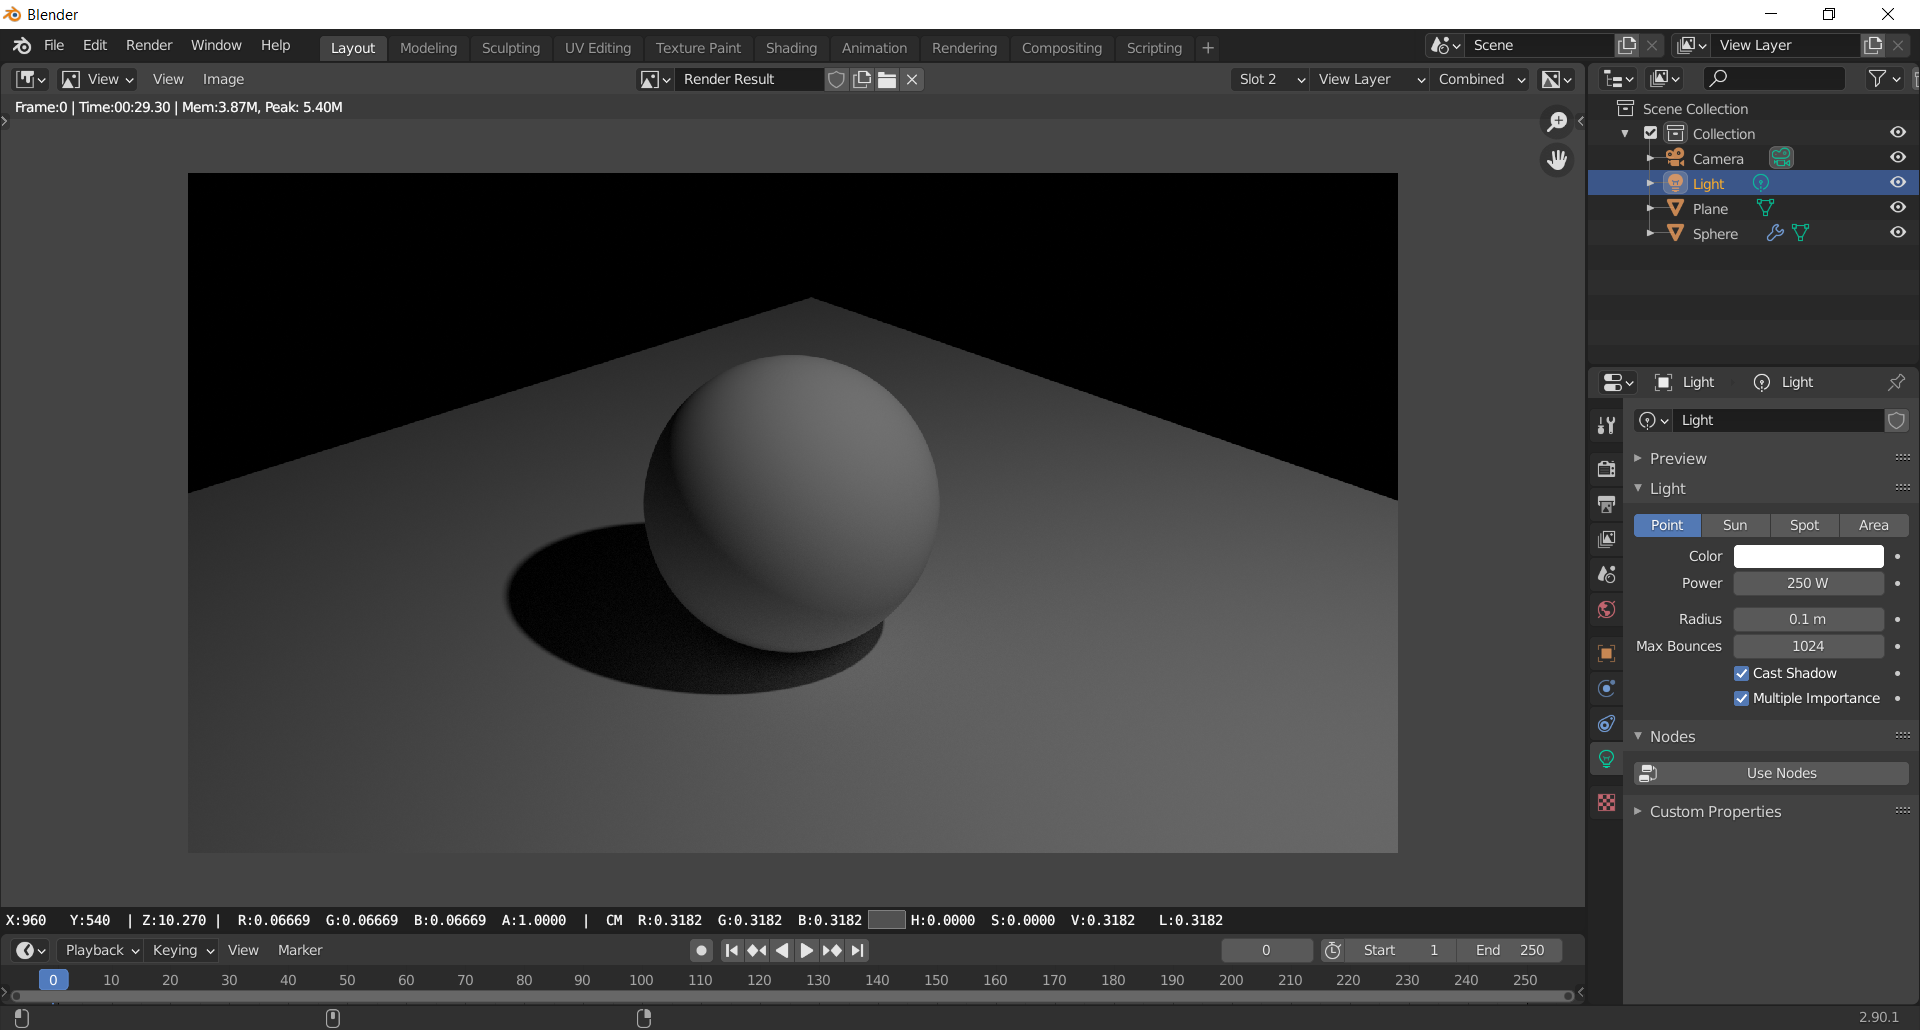 Blender
File Edit Render Window Help Layout Modeling Sculpting UV Editing Texture Paint Shading Animation Rendering Compositing Scripting + Scene View Layer
View View Image Render Result Slot 2 View Layer Combined
Frame:0 | Time:00:29.30 | Mem:3.87M, Peak: 5.40M
Scene Collection
Collection
Camera
Light
Plane
Sphere
Light Light
Light
Preview
Light
Point Sun Spot Area
Color
Power 250 W
Radius 0.1 m
Max Bounces 1024
Cast Shadow
Multiple Importance
Nodes
Use Nodes
Custom Properties
X:960 Y:540 | Z:10.270 | R:0.06669 G:0.06669 B:0.06669 A:1.0000 | CM R:0.3182 G:0.3182 B:0.3182 H:0.0000 S:0.0000 V:0.3182 L:0.3182
Playback Keying View Marker 0 Start 1 End 250
0 10 20 30 40 50 60 70 80 90 100 110 120 130 140 150 160 170 180 190 200 210 220 230 240 250
2.90.1